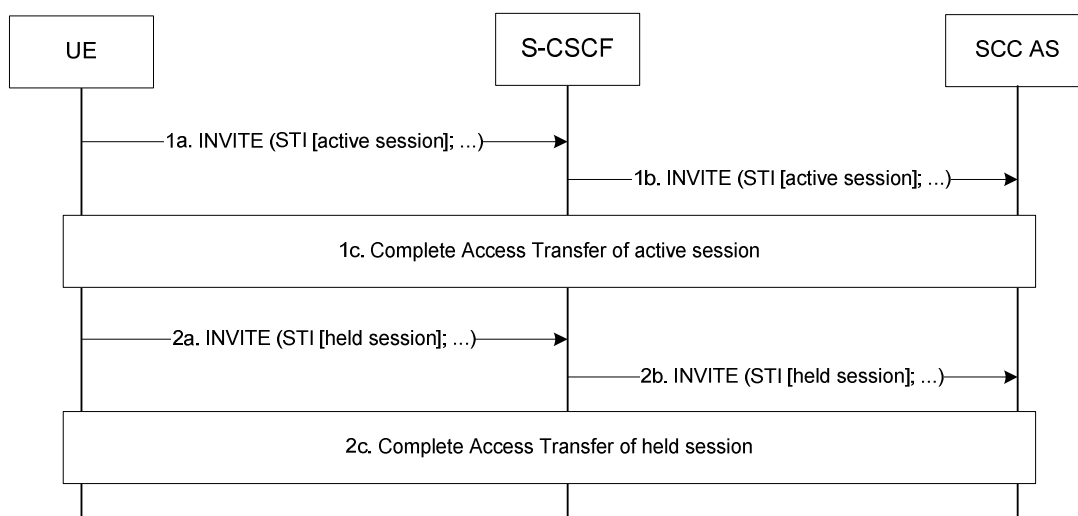 UE
S-CSCF
SCC AS
1a. INVITE (STI [active session]; ...)
1b. INVITE (STI [active session]; ...)
1c. Complete Access Transfer of active session
2a. INVITE (STI [held session]; ...)
2b. INVITE (STI [held session]; ...)
2c. Complete Access Transfer of held session